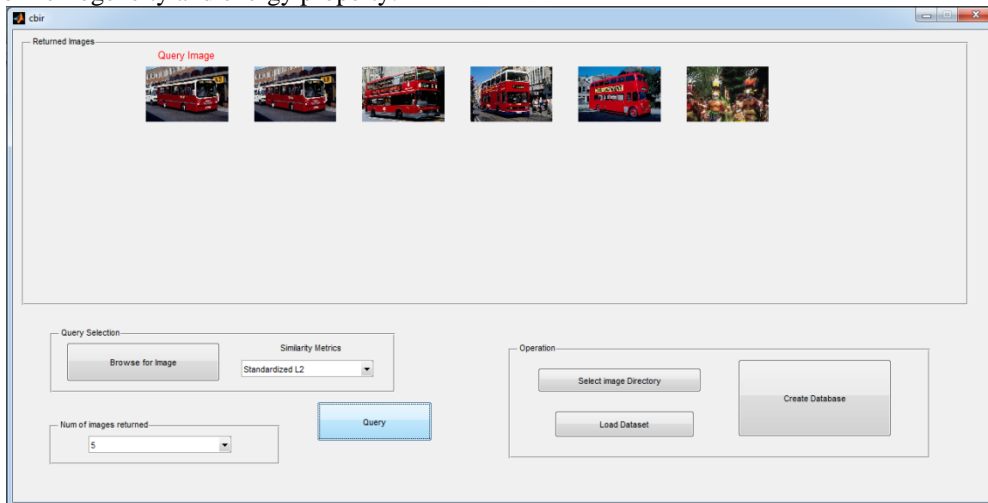 cbir
Returned Images
Query Image
Query Selection
Browse for Image
Similarity Metrics
Standardized L2
Num of images returned
5
Query
Operation
Select image Directory
Load Dataset
Create Database